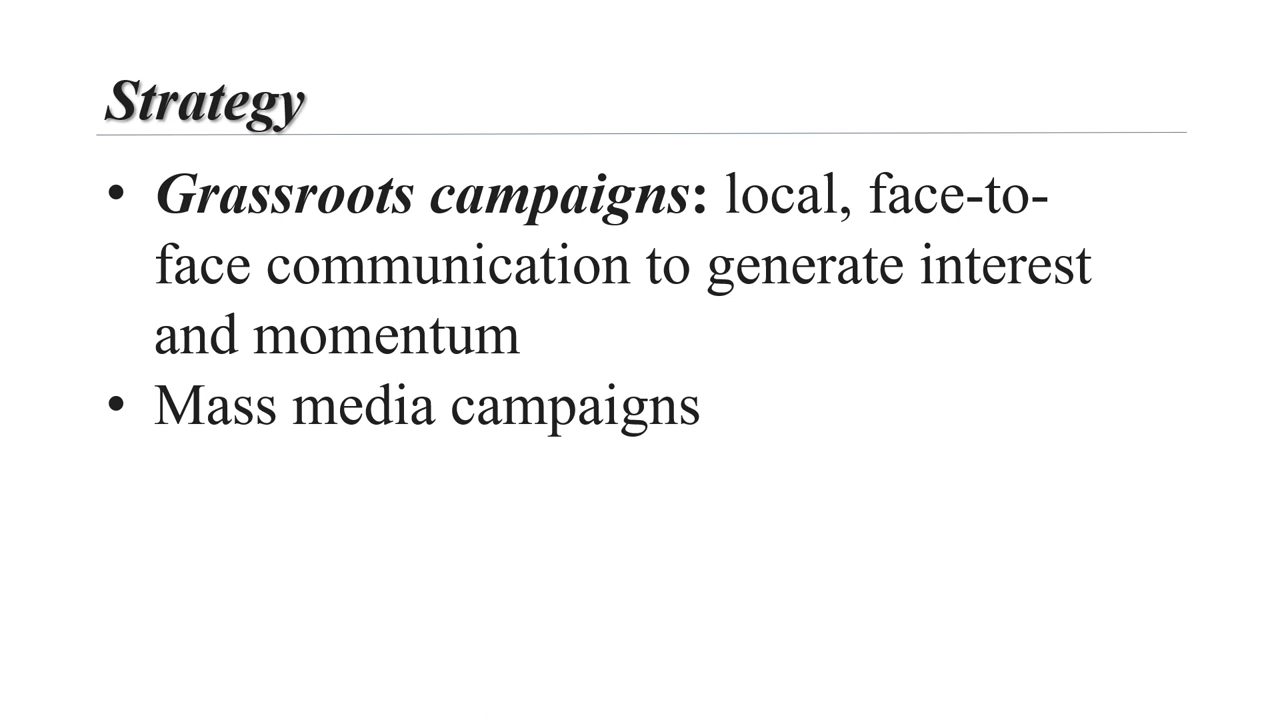 Strategy
• Grassroots campaigns: local, face-to-
face communication to generate interest
and momentum
• Mass media campaigns